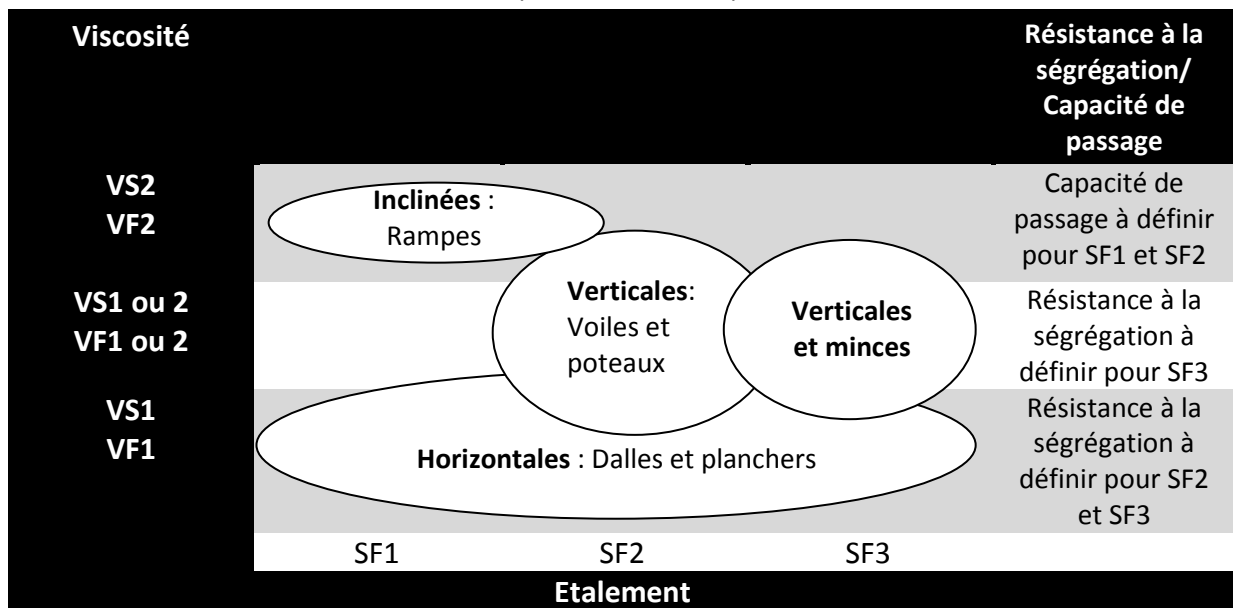 Viscosité
Résistance à la
ségrégation/
Capacité de
passage
VS2
VF2
Inclinées :
Rampes
Capacité de
passage à définir
pour SF1 et SF2
VS1 ou 2
VF1 ou 2
Verticales:
Voiles et
poteaux
Verticales
et minces
Résistance à la
ségrégation à
définir pour SF3
VS1
VF1
Horizontales : Dalles et planchers
Résistance à la
ségrégation à
définir pour SF2
et SF3
SF1 SF2 SF3
Etalement